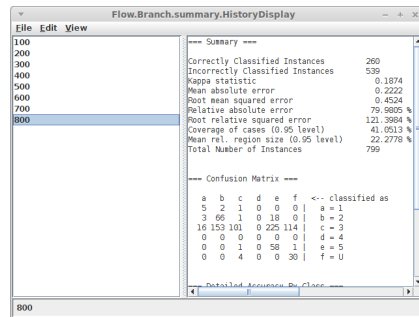 Flow.Branch.summary.HistoryDisplay
File Edit View
100
200
300
400
500
600
700
800
=== Summary ===
Correctly Classified Instances 260
Incorrectly Classified Instances 539
Kappa statistic 0.1874
Mean absolute error 0.2222
Root mean squared error 0.4524
Relative absolute error 79.9805 %
Root relative squared error 121.3984 %
Coverage of cases (0.95 level) 41.0513 %
Mean rel. region size (0.95 level) 22.2778 %
Total Number of Instances 799
=== Confusion Matrix ===
a b c d e f <-- classified as
5 2 1 0 0 0 | a = 1
3 66 1 0 18 0 | b = 2
16 153 101 0 225 114 | c = 3
0 0 0 0 0 0 | d = 4
0 0 1 0 58 1 | e = 5
0 0 4 0 0 30 | f = U
=== Detailed Accuracy By Class ===
800